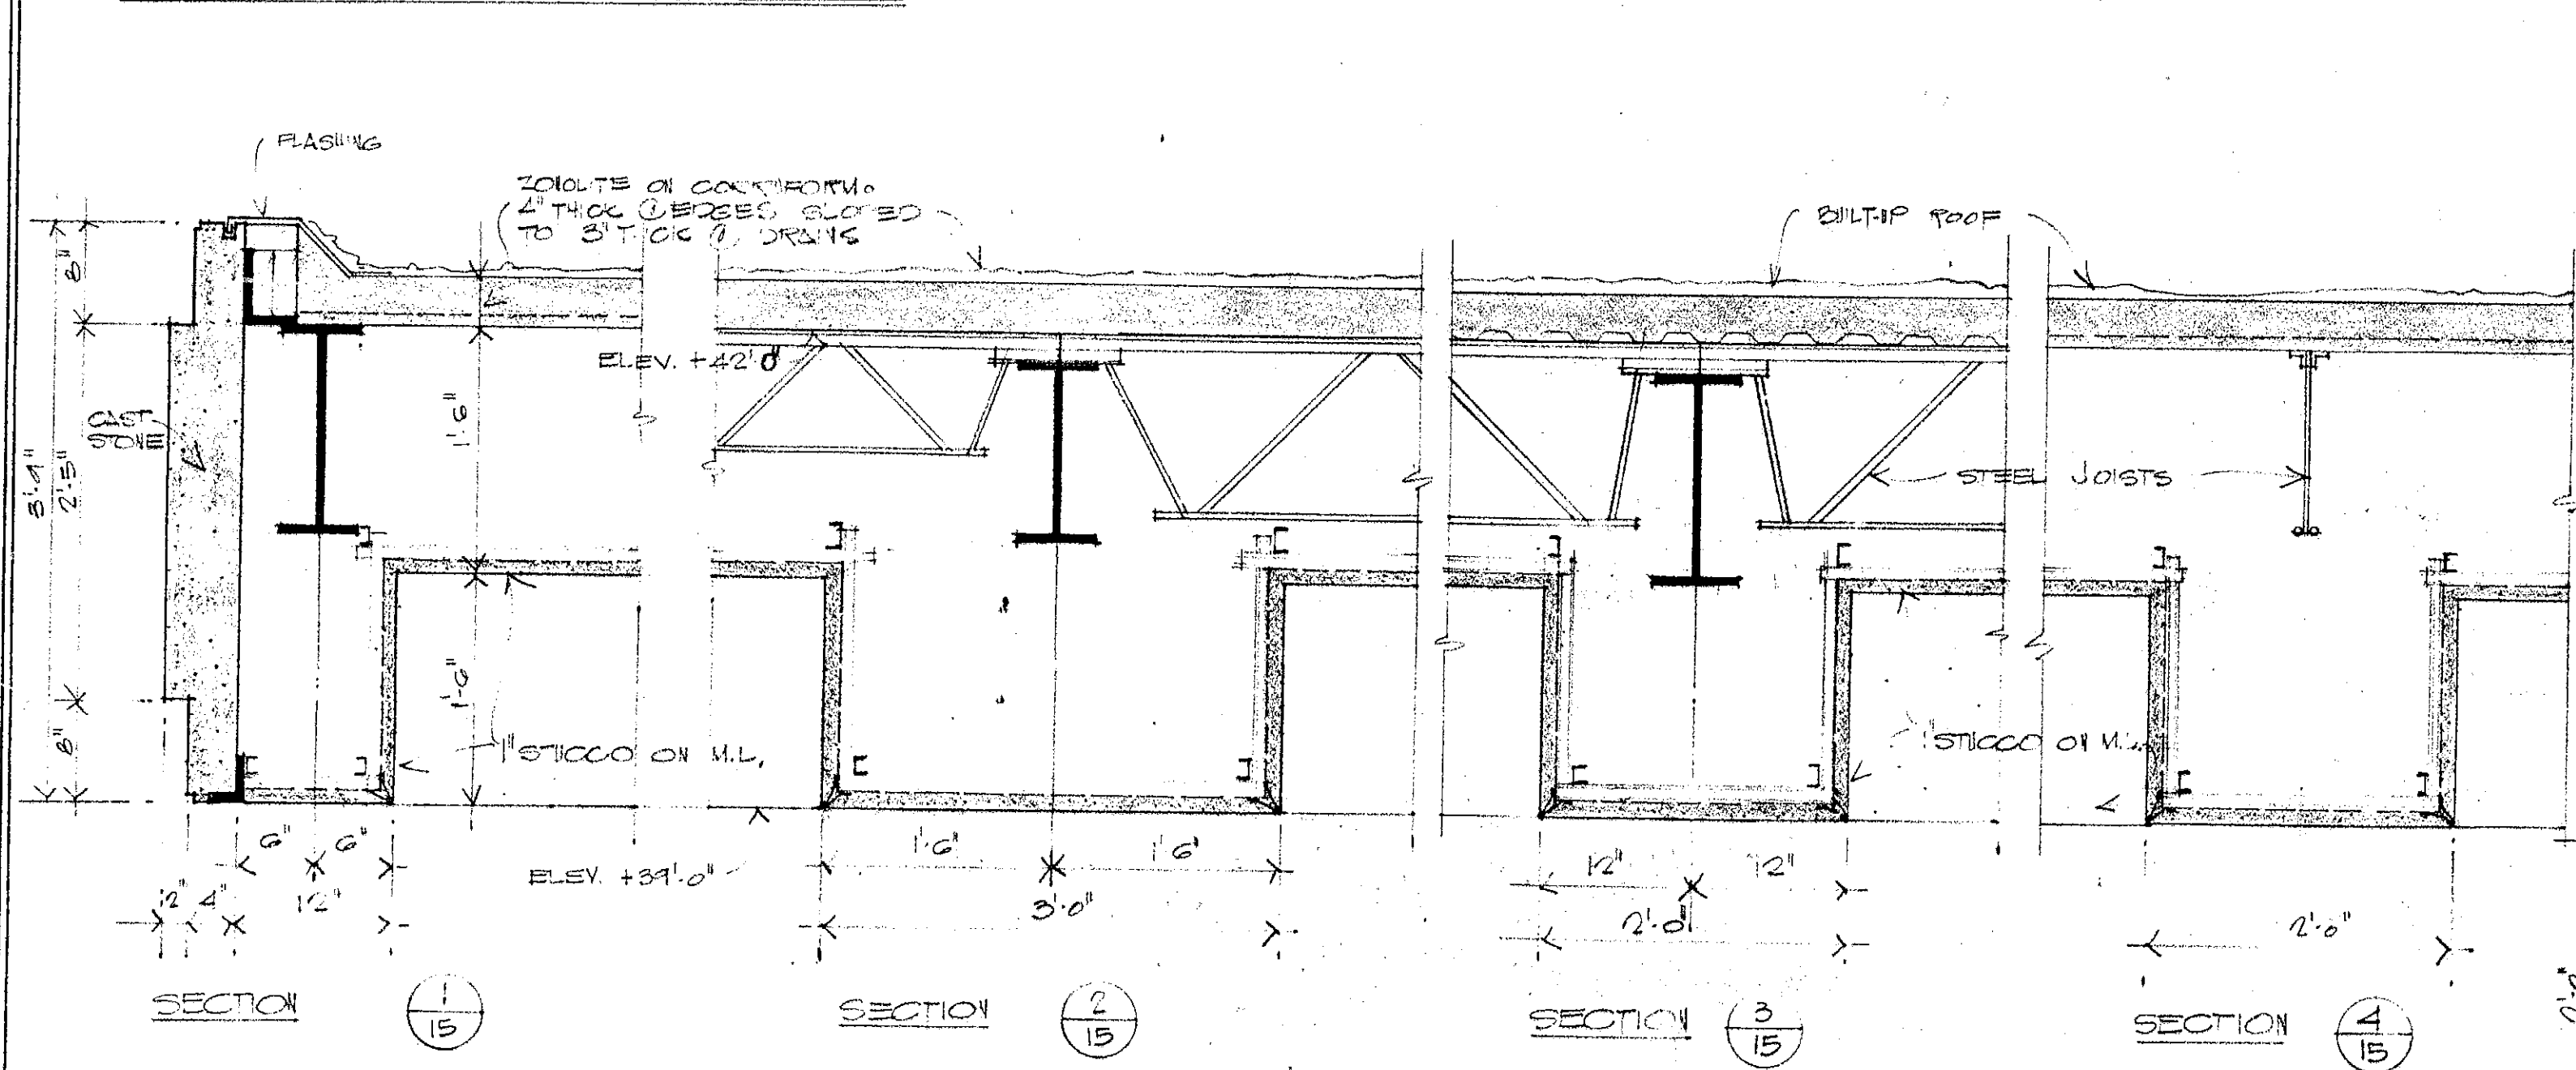 FLASHING
ZONOLITE ON CORRUFORM.
4" THICK @ EDGES SLOPED
TO 3" THICK @ DRAINS
BUILT-UP ROOF
8"
ELEV. +42'0"
CAST
STONE
1'6"
3'-9"
2'-5"
STEEL JOISTS
1'-6"
8"
1" STUCCO ON M.L.
1" STUCCO ON M.L.
6" 6"
1'6" 1'6"
12" 12"
ELEV. +39'-0"
2" 4" 12"
3'-0"
2'-0"
2'-0"
SECTION 1
15
SECTION 2
15
SECTION 3
15
SECTION 4
15